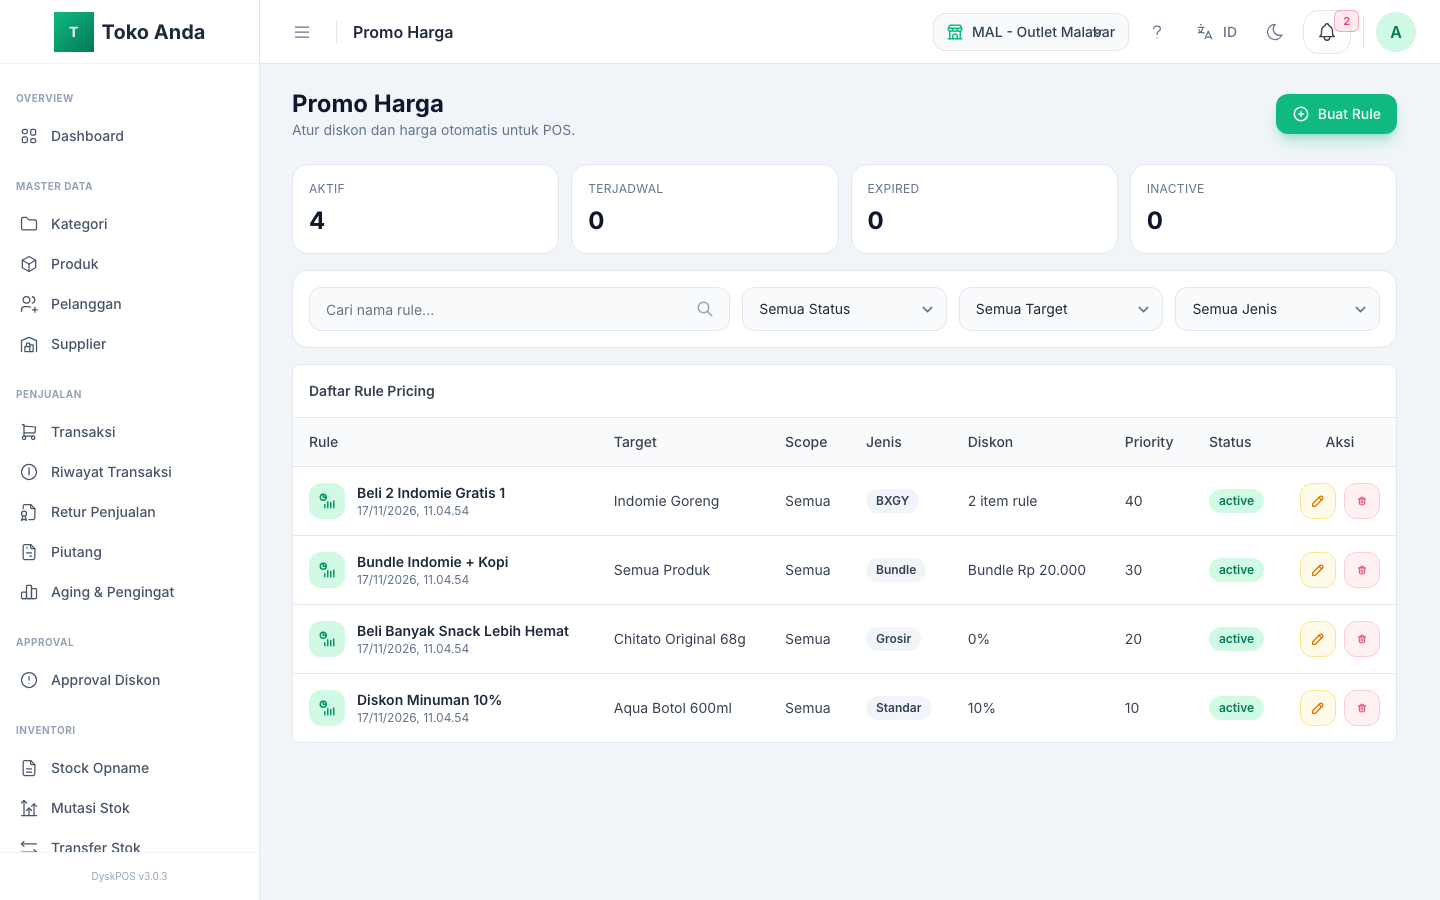 T
Toko Anda
Promo Harga
MAL - Outlet Malabar
?
ID
2
A
OVERVIEW
Dashboard
MASTER DATA
Kategori
Produk
Pelanggan
Supplier
PENJUALAN
Transaksi
Riwayat Transaksi
Retur Penjualan
Piutang
Aging & Pengingat
APPROVAL
Approval Diskon
INVENTORI
Stock Opname
Mutasi Stok
Transfer Stok
DyskPOS v3.0.3
Promo Harga
Atur diskon dan harga otomatis untuk POS.
Buat Rule
AKTIF
4
TERJADWAL
0
EXPIRED
0
INACTIVE
0
Cari nama rule...
Semua Status
Semua Target
Semua Jenis
Daftar Rule Pricing
Rule Target Scope Jenis Diskon Priority Status Aksi
Beli 2 Indomie Gratis 1
17/11/2026, 11.04.54
Indomie Goreng Semua BXGY 2 item rule 40 active
Bundle Indomie + Kopi
17/11/2026, 11.04.54
Semua Produk Semua Bundle Bundle Rp 20.000 30 active
Beli Banyak Snack Lebih Hemat
17/11/2026, 11.04.54
Chitato Original 68g Semua Grosir 0% 20 active
Diskon Minuman 10%
17/11/2026, 11.04.54
Aqua Botol 600ml Semua Standar 10% 10 active